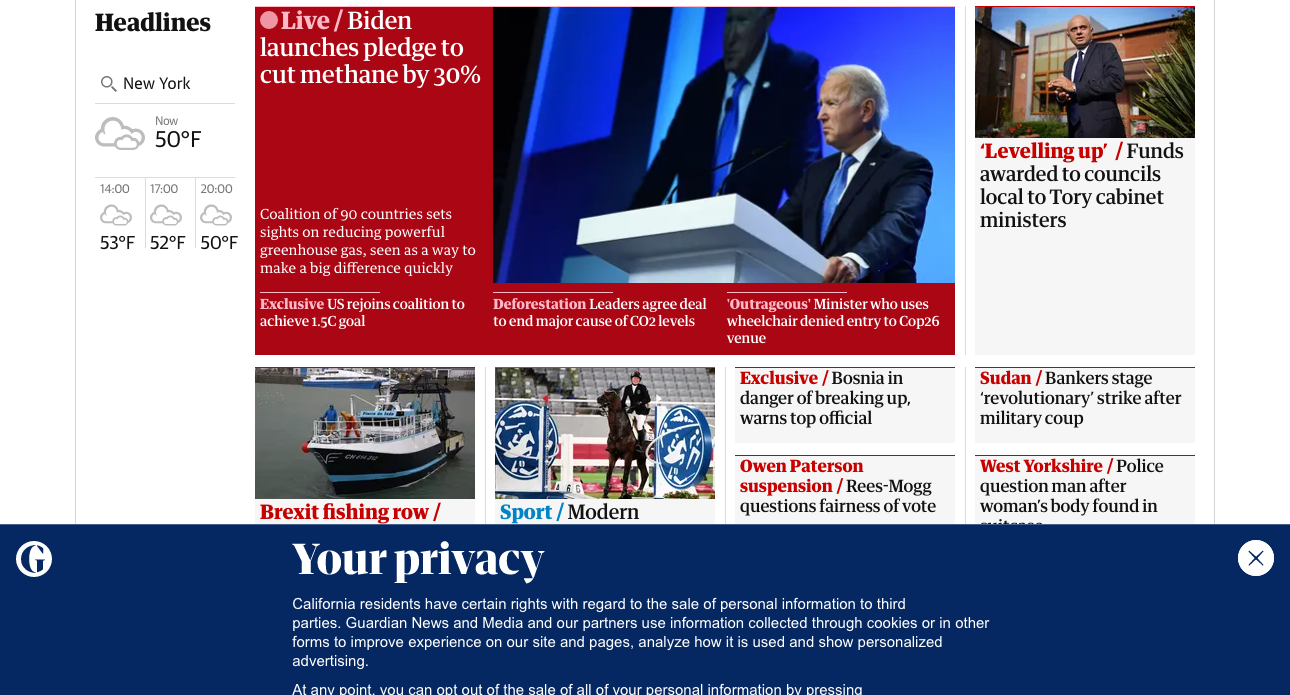 Headlines
New York
Now
50°F
14:00
17:00
20:00
53°F
52°F
50°F
Live / Biden
launches pledge to
cut methane by 30%
Coalition of 90 countries sets
sights on reducing powerful
greenhouse gas, seen as a way to
make a big difference quickly
Exclusive US rejoins coalition to
achieve 1.5C goal
Deforestation Leaders agree deal
to end major cause of CO2 levels
'Outrageous' Minister who uses
wheelchair denied entry to Cop26
venue
‘Levelling up’ / Funds
awarded to councils
local to Tory cabinet
ministers
Brexit fishing row /
Sport / Modern
Exclusive / Bosnia in
danger of breaking up,
warns top official
Owen Paterson
suspension / Rees-Mogg
questions fairness of vote
Sudan / Bankers stage
‘revolutionary’ strike after
military coup
West Yorkshire / Police
question man after
woman’s body found in
suitcase
Your privacy
California residents have certain rights with regard to the sale of personal information to third
parties. Guardian News and Media and our partners use information collected through cookies or in other
forms to improve experience on our site and pages, analyze how it is used and show personalized
advertising.
At any point, you can opt out of the sale of all of your personal information by pressing